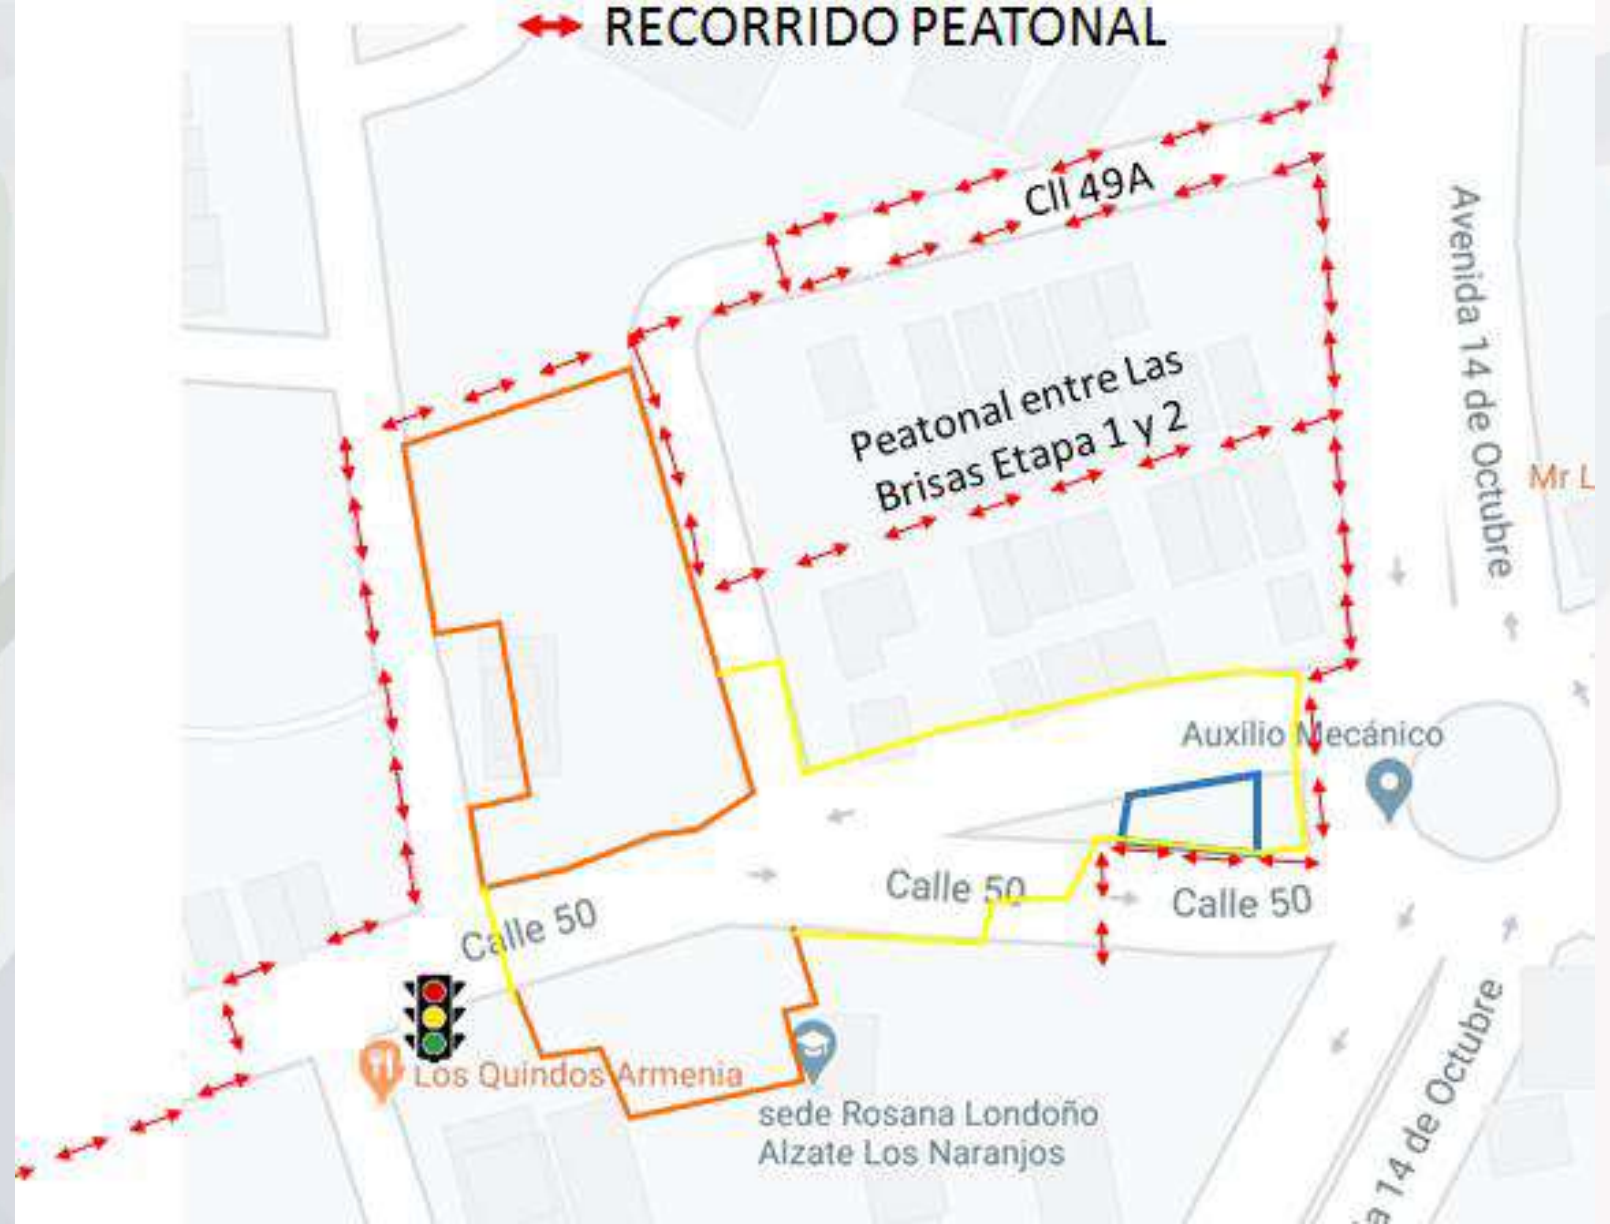 RECORRIDO PEATONAL
Cll 49A
Avenida 14 de Octubre
Peatonal entre Las
Brisas Etapa 1 y 2
Mr L
Auxilio Mecánico
Calle 50
Calle 50
Calle 50
Los Quindos Armenia
sede Rosana Londoño
Alzate Los Naranjos
a 14 de Octubre